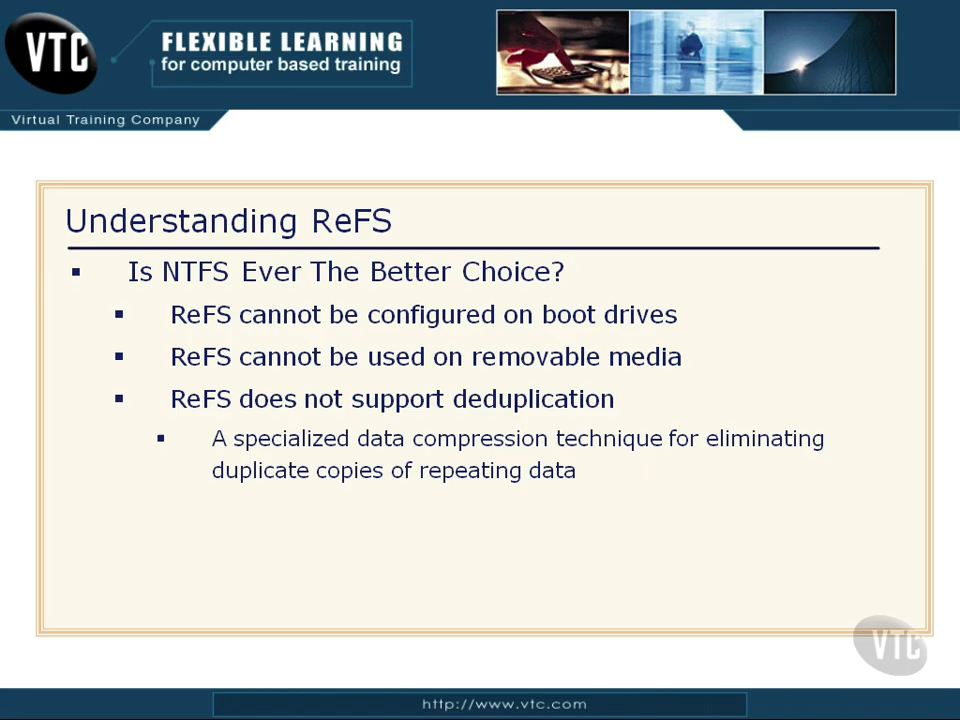 VTC
FLEXIBLE LEARNING
for computer based training
Virtual Training Company
Understanding ReFS
▪ Is NTFS Ever The Better Choice?
▪ ReFS cannot be configured on boot drives
▪ ReFS cannot be used on removable media
▪ ReFS does not support deduplication
▪ A specialized data compression technique for eliminating
duplicate copies of repeating data
VTC
http://www.vtc.com